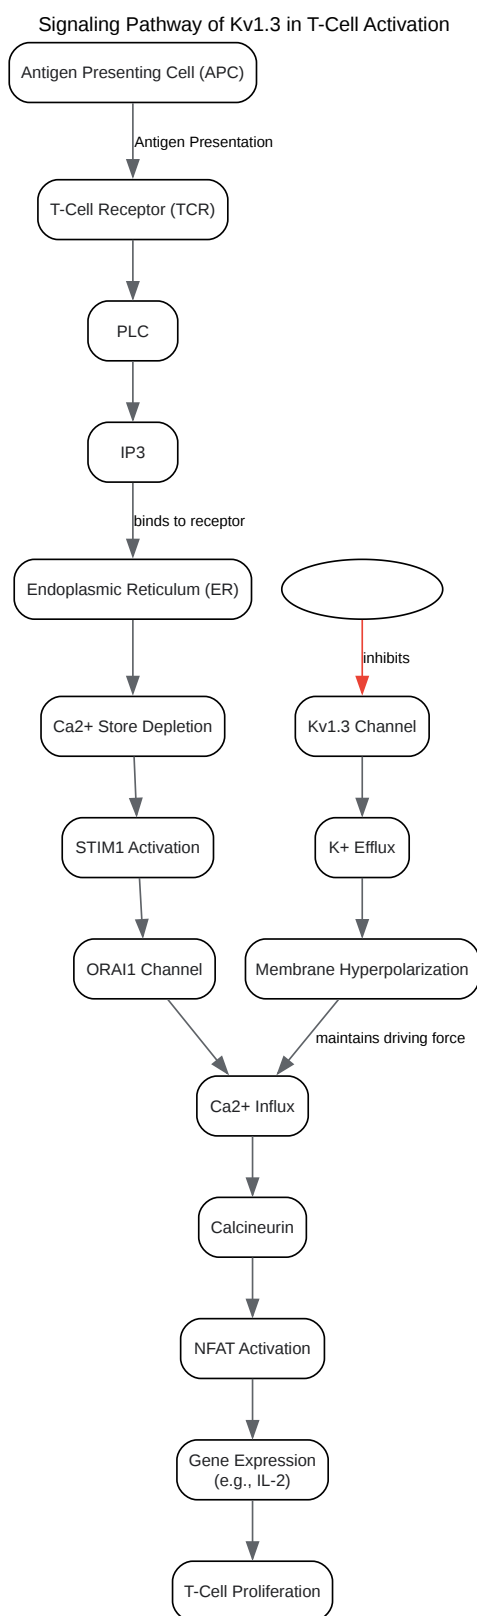 Signaling Pathway of Kv1.3 in T-Cell Activation
Antigen Presenting Cell (APC)
Antigen Presentation
T-Cell Receptor (TCR)
PLC
IP3
binds to receptor
Endoplasmic Reticulum (ER)
inhibits
Ca2+ Store Depletion
Kv1.3 Channel
STIM1 Activation
K+ Efflux
ORAI1 Channel
Membrane Hyperpolarization
maintains driving force
Ca2+ Influx
Calcineurin
NFAT Activation
Gene Expression
(e.g., IL-2)
T-Cell Proliferation